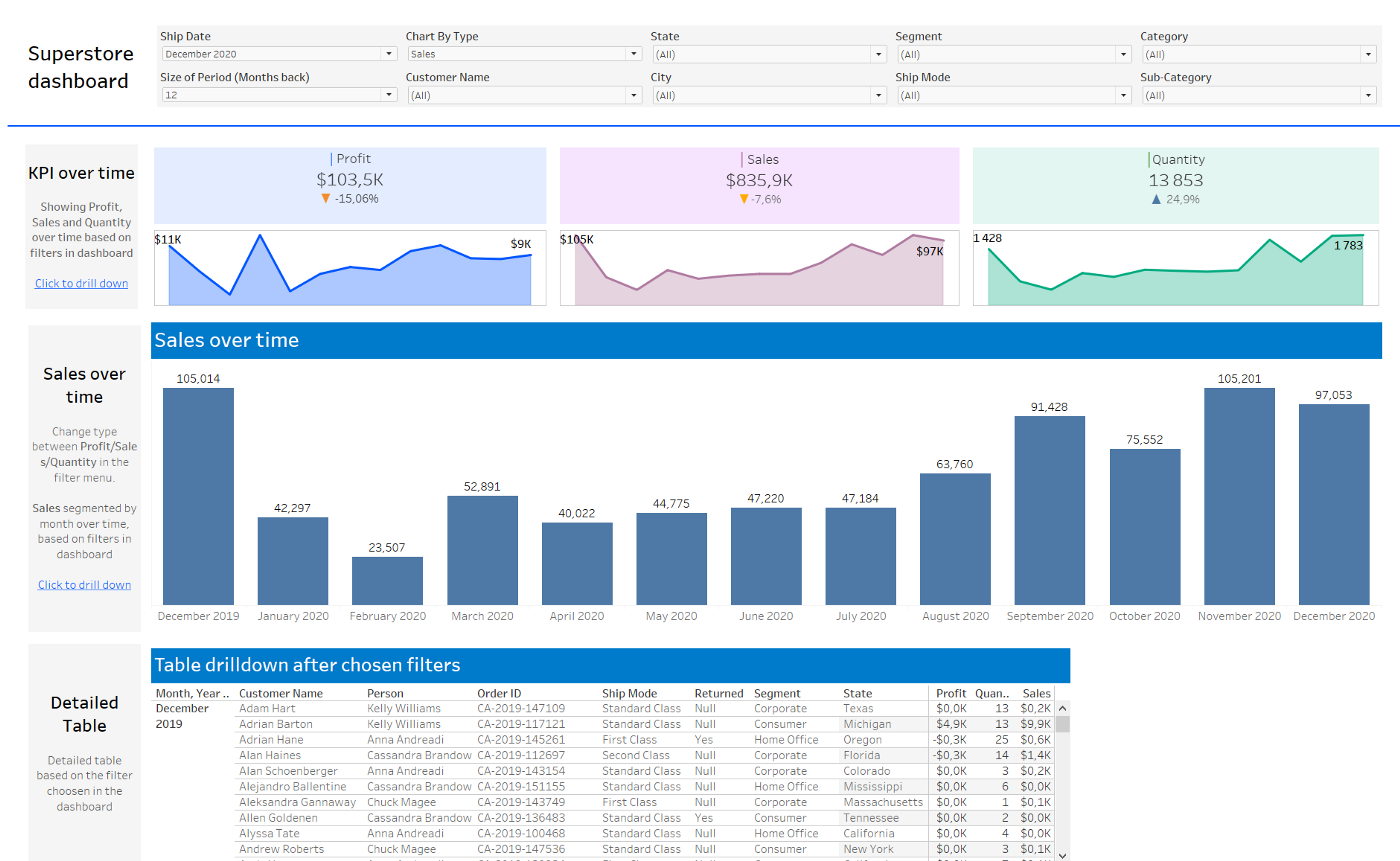 Superstore
dashboard
Ship Date
December 2020
Chart By Type
Sales
State
(All)
Segment
(All)
Category
(All)
Size of Period (Months back)
12
Customer Name
(All)
City
(All)
Ship Mode
(All)
Sub-Category
(All)
KPI over time
Showing Profit,
Sales and Quantity
over time based on
filters in dashboard
Click to drill down
| Profit
$103,5K
▼ -15,06%
| Sales
$835,9K
▼ -7,6%
| Quantity
13 853
▲ 24,9%
$11K
$9K
$105K
$97K
1 428
1 783
Sales over
time
Change type
between Profit/Sale
s/Quantity in the
filter menu.
Sales segmented by
month over time,
based on filters in
dashboard
Click to drill down
Sales over time
105,014 42,297 23,507 52,891 40,022 44,775 47,220 47,184 63,760 91,428 75,552 105,201 97,053
December 2019 January 2020 February 2020 March 2020 April 2020 May 2020 June 2020 July 2020 August 2020 September 2020 October 2020 November 2020 December 2020
Detailed
Table
Detailed table
based on the filter
choosen in the
dashboard
Table drilldown after chosen filters
Month, Year .. Customer Name Person Order ID Ship Mode Returned Segment State Profit Quan.. Sales
December Adam Hart Kelly Williams CA-2019-147109 Standard Class Null Corporate Texas $0,0K 13 $0,2K
2019 Adrian Barton Kelly Williams CA-2019-117121 Standard Class Null Consumer Michigan $4,9K 13 $9,9K
Adrian Hane Anna Andreadi CA-2019-145261 First Class Yes Home Office Oregon -$0,3K 25 $0,6K
Alan Haines Cassandra Brandow CA-2019-112697 Second Class Null Corporate Florida -$0,3K 14 $1,4K
Alan Schoenberger Anna Andreadi CA-2019-143154 Standard Class Null Corporate Colorado $0,0K 3 $0,2K
Alejandro Ballentine Cassandra Brandow CA-2019-151155 Standard Class Null Home Office Mississippi $0,0K 6 $0,0K
Aleksandra Gannaway Chuck Magee CA-2019-143749 First Class Null Corporate Massachusetts $0,0K 1 $0,1K
Allen Goldenen Cassandra Brandow CA-2019-136483 Standard Class Yes Consumer Tennessee $0,0K 2 $0,0K
Alyssa Tate Anna Andreadi CA-2019-100468 Standard Class Null Home Office California $0,0K 4 $0,0K
Andrew Roberts Chuck Magee CA-2019-147536 Standard Class Null Consumer New York $0,0K 3 $0,1K